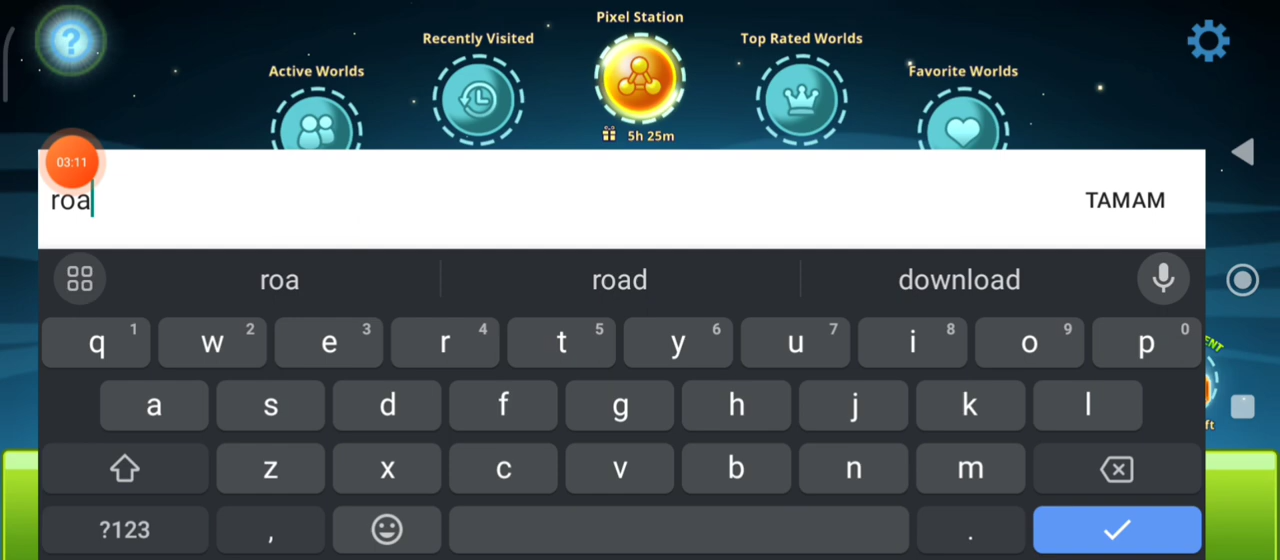 Pixel Station
Recently Visited
Top Rated Worlds
Active Worlds
Favorite Worlds
5h 25m
03:11
roa
TAMAM
roa road download
q 1 w 2 e 3 r 4 t 5 y 6 u 7 i 8 o 9 p 0
a s d f g h j k l
z x c v b n m
?123 , .